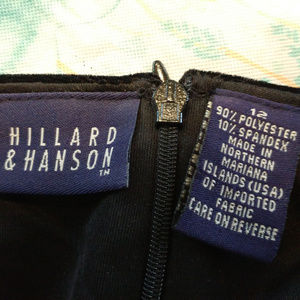 HILLARD
& HANSON
TM
12
90% POLYESTER
10% SPANDEX
MADE IN
NORTHERN
MARIANA
ISLANDS (USA)
OF IMPORTED
FABRIC
CARE ON REVERSE